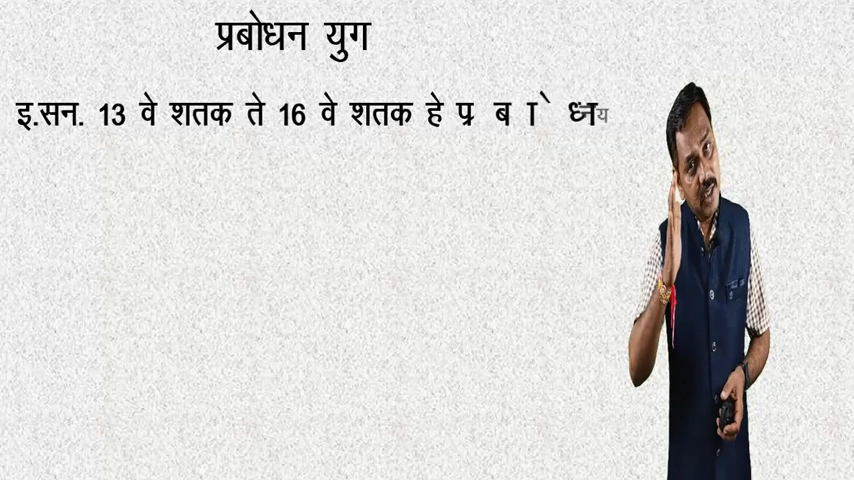 प्रबोधन युग
इ.सन. 13 वे शतक ते 16 वे शतक हे